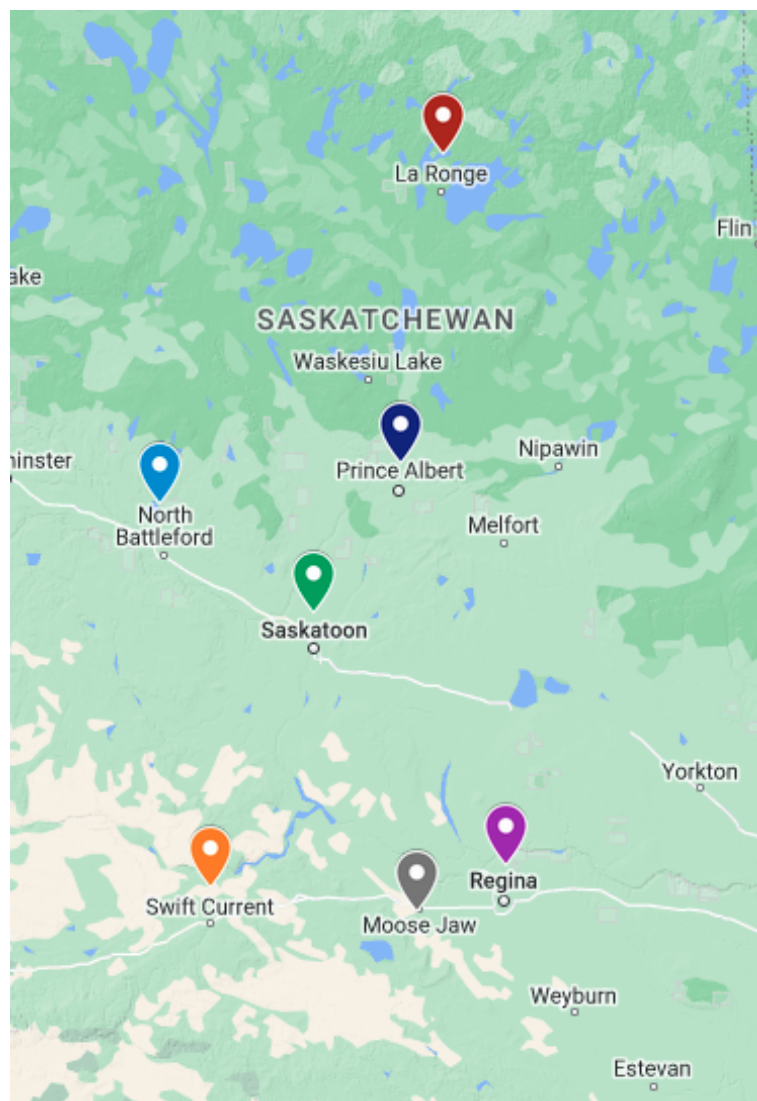 La Ronge
Flin
ake
SASKATCHEWAN
Waskesiu Lake
Nipawin
minster
Prince Albert
North
Battleford
Melfort
Saskatoon
Yorkton
Regina
Swift Current
Moose Jaw
Weyburn
Estevan